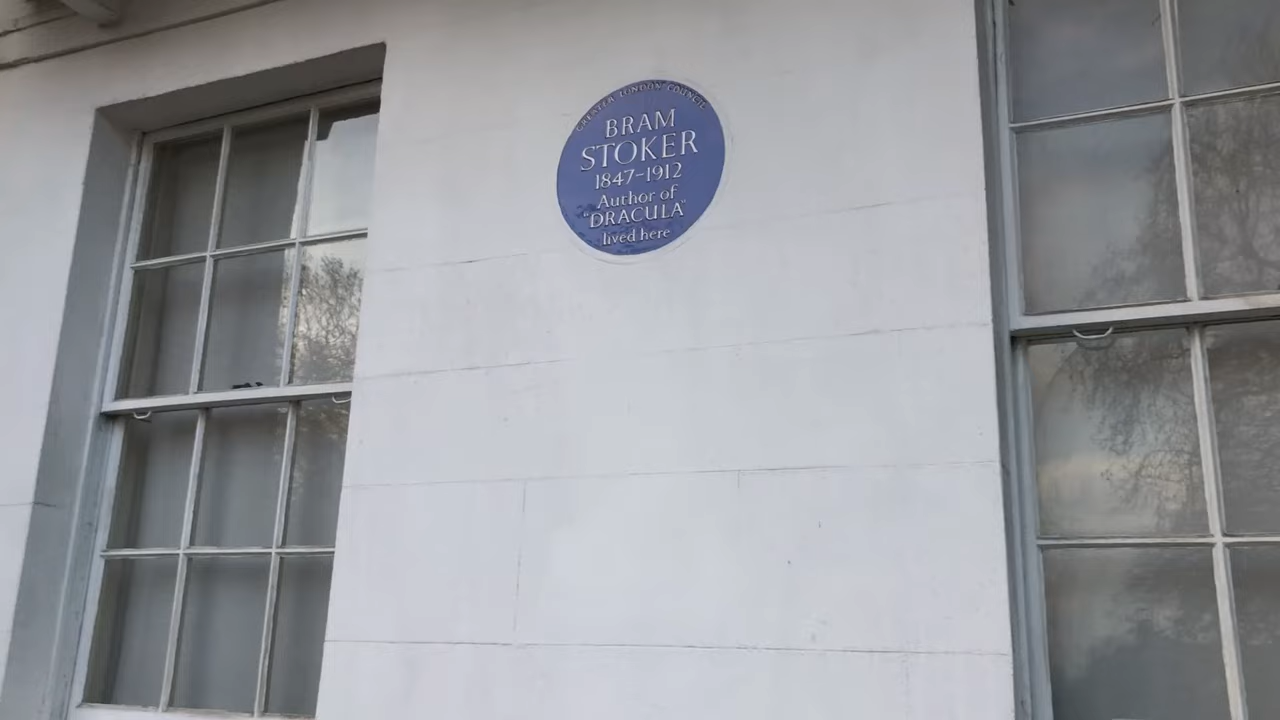 GREATER LONDON COUNCIL
BRAM
STOKER
1847-1912
Author of
"DRACULA"
lived here